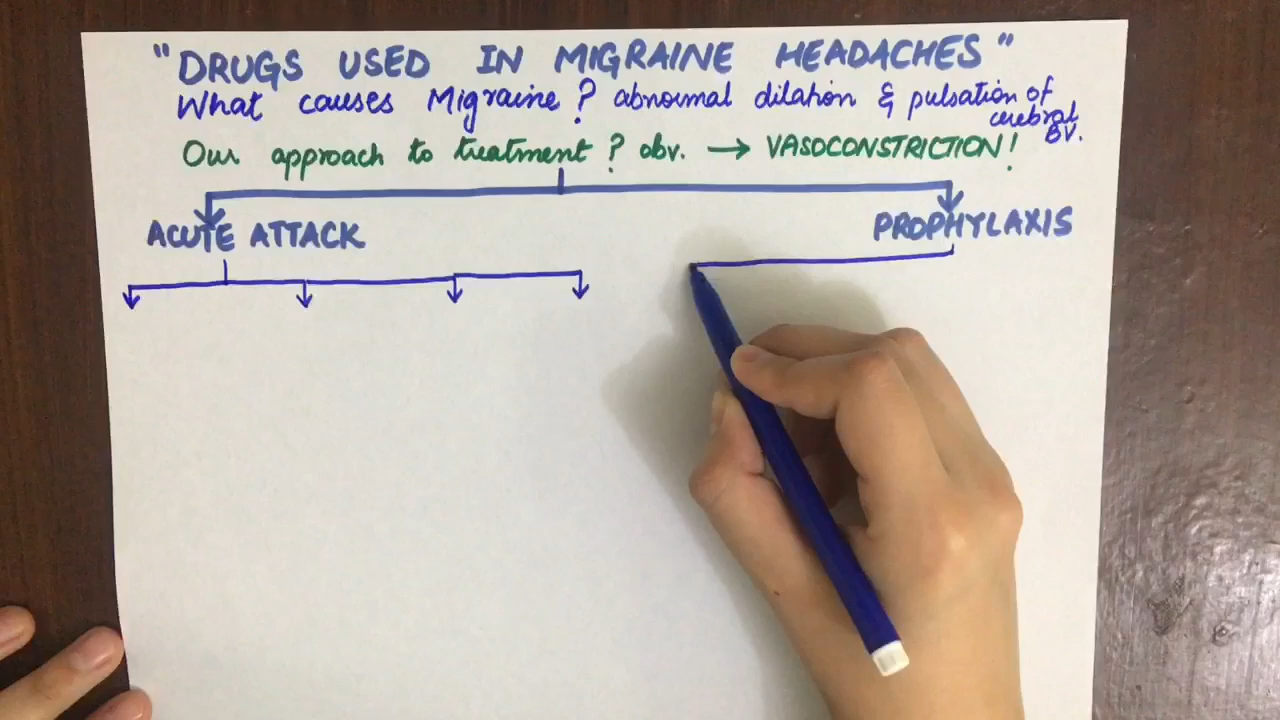 "DRUGS USED IN MIGRAINE HEADACHES"
What causes Migraine? abnormal dilation & pulsation of cerebral BV.
Our approach to treatment? obv. → VASOCONSTRICTION!
ACUTE ATTACK
PROPHYLAXIS